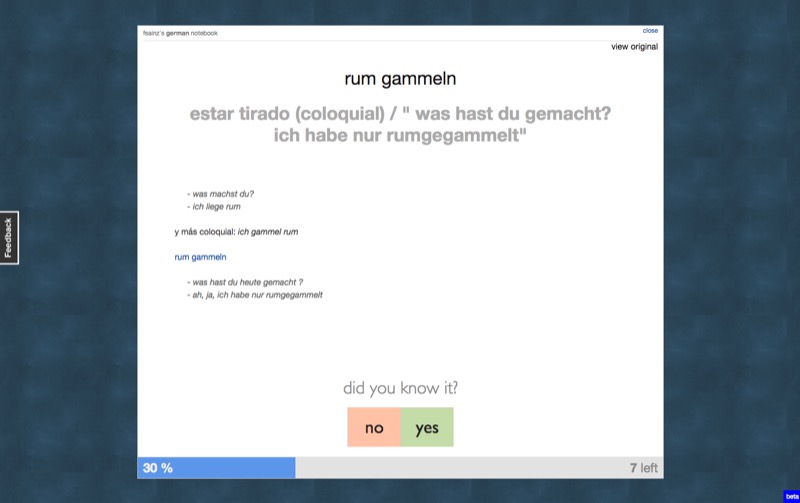 fsainz's german notebook
close
view original
rum gammeln
estar tirado (coloquial) / " was hast du gemacht?
ich habe nur rumgegammelt"
- was machst du?
- ich liege rum
y más coloquial: ich gammel rum
rum gammeln
- was hast du heute gemacht ?
- ah, ja, ich habe nur rumgegammelt
Feedback
did you know it?
no yes
30 % 7 left
beta